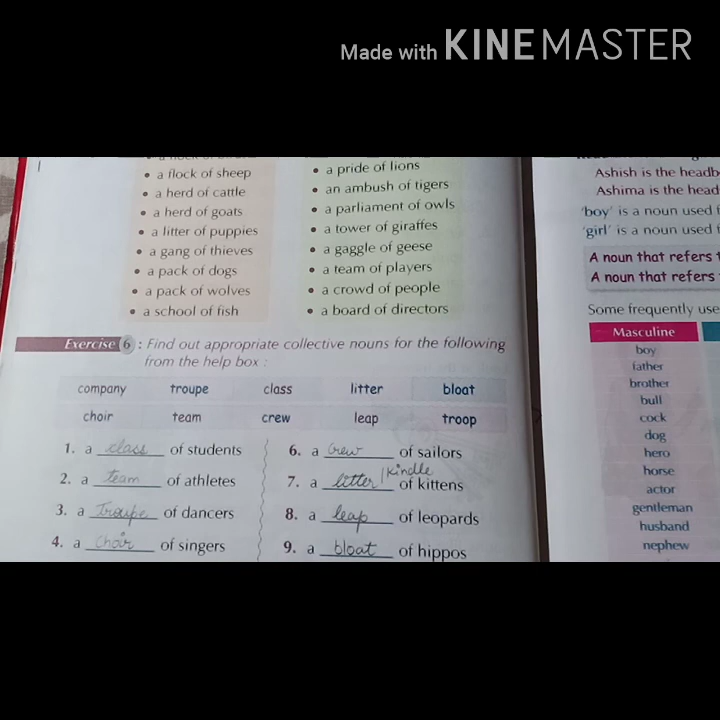 Made with KINEMASTER
a flock of sheep
a herd of cattle
a herd of goats
a litter of puppies
a gang of thieves
a pack of dogs
a pack of wolves
a school of fish
a pride of lions
an ambush of tigers
a parliament of owls
a tower of giraffes
a gaggle of geese
a team of players
a crowd of people
a board of directors
Exercise 6 : Find out appropriate collective nouns for the following
from the help box :
company troupe class litter bloat
choir team crew leap troop
1. a class of students
2. a team of athletes
3. a Troupe of dancers
4. a choir of singers
6. a crew of sailors
7. a litter /Kindle of kittens
8. a leap of leopards
9. a bloat of hippos
Ashish is the headb
Ashima is the head
'boy' is a noun used f
'girl' is a noun used f
A noun that refers t
A noun that refers
Some frequently use
Masculine
boy
father
brother
bull
cock
dog
hero
horse
actor
gentleman
husband
nephew